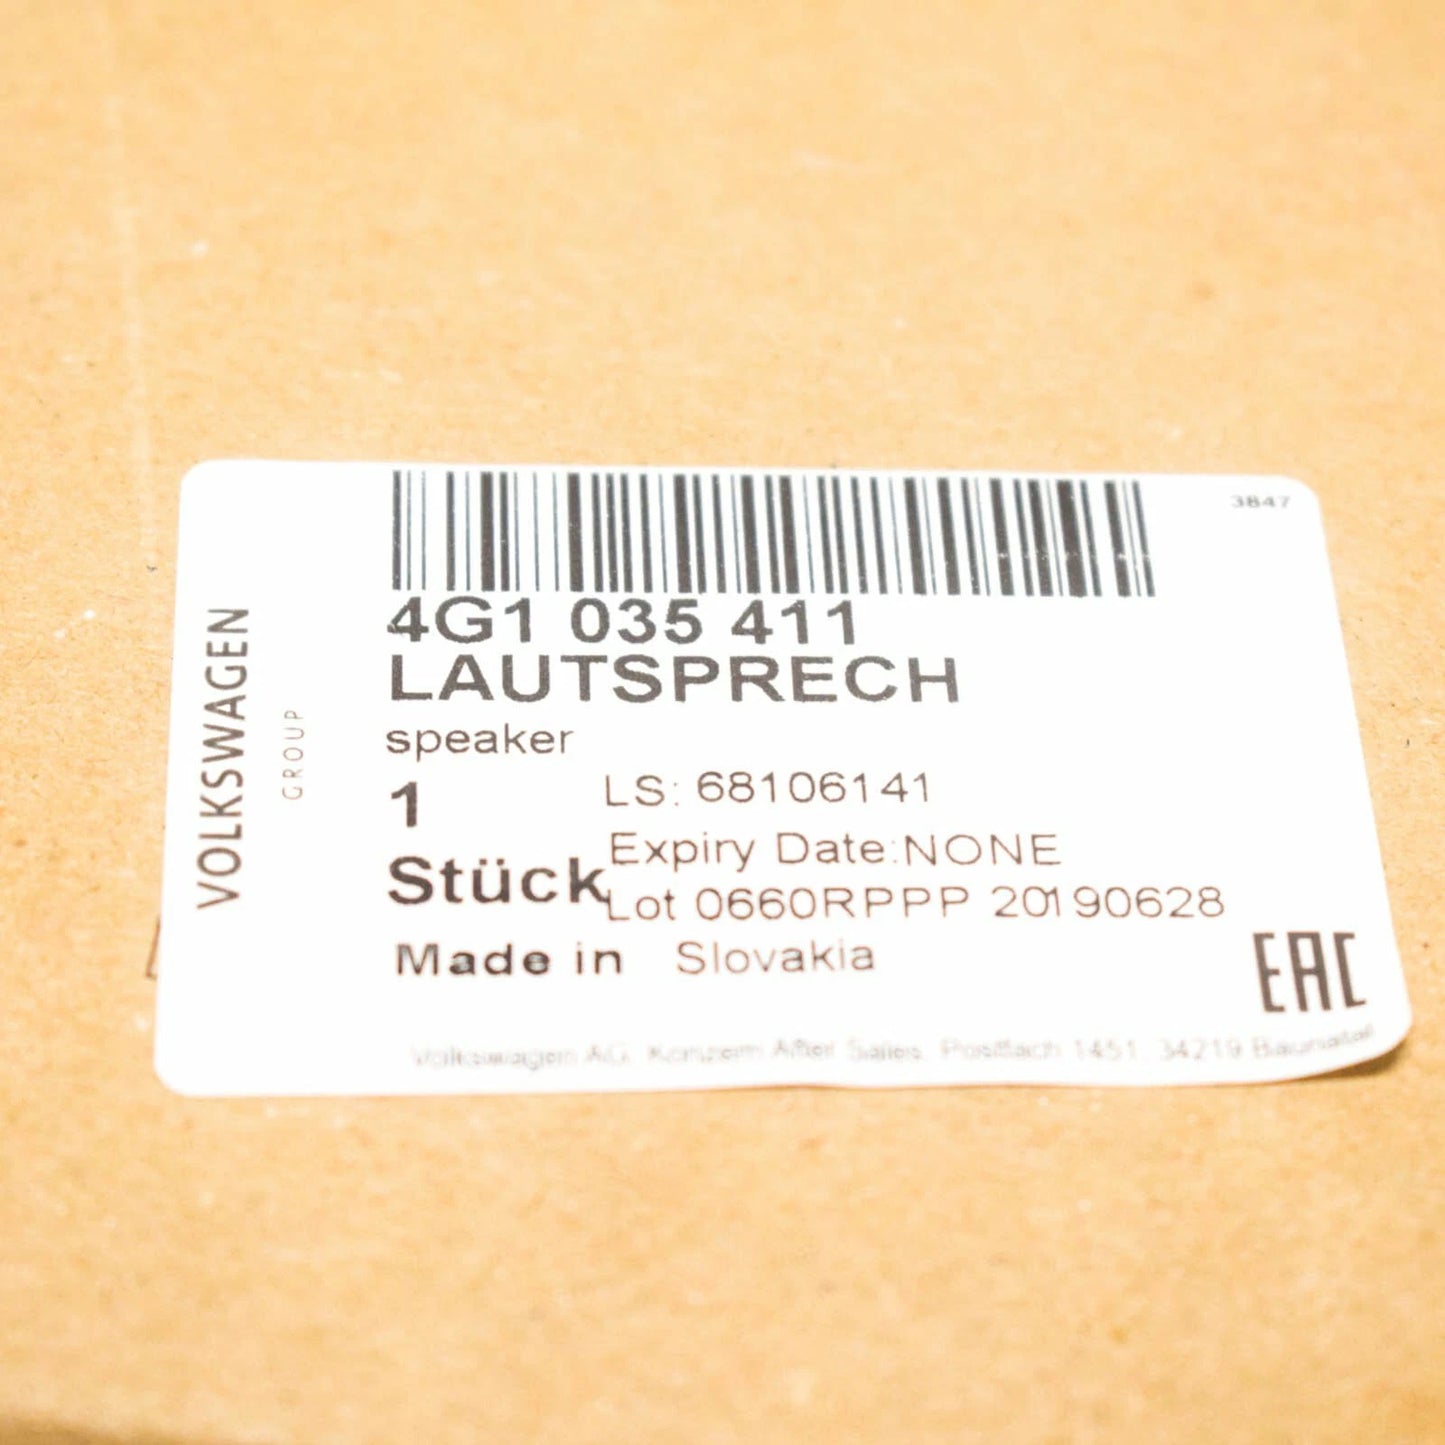 3847
VOLKSWAGEN
GROUP
4G1 035 411
LAUTSPRECH
speaker
1
LS: 68106141
Expiry Date:NONE
Stück
Lot 0660RPPP 20190628
Made in Slovakia
EAC
Volkswagen AG, Konzern After Sales, Postfach 1451, 34219 Baunatal